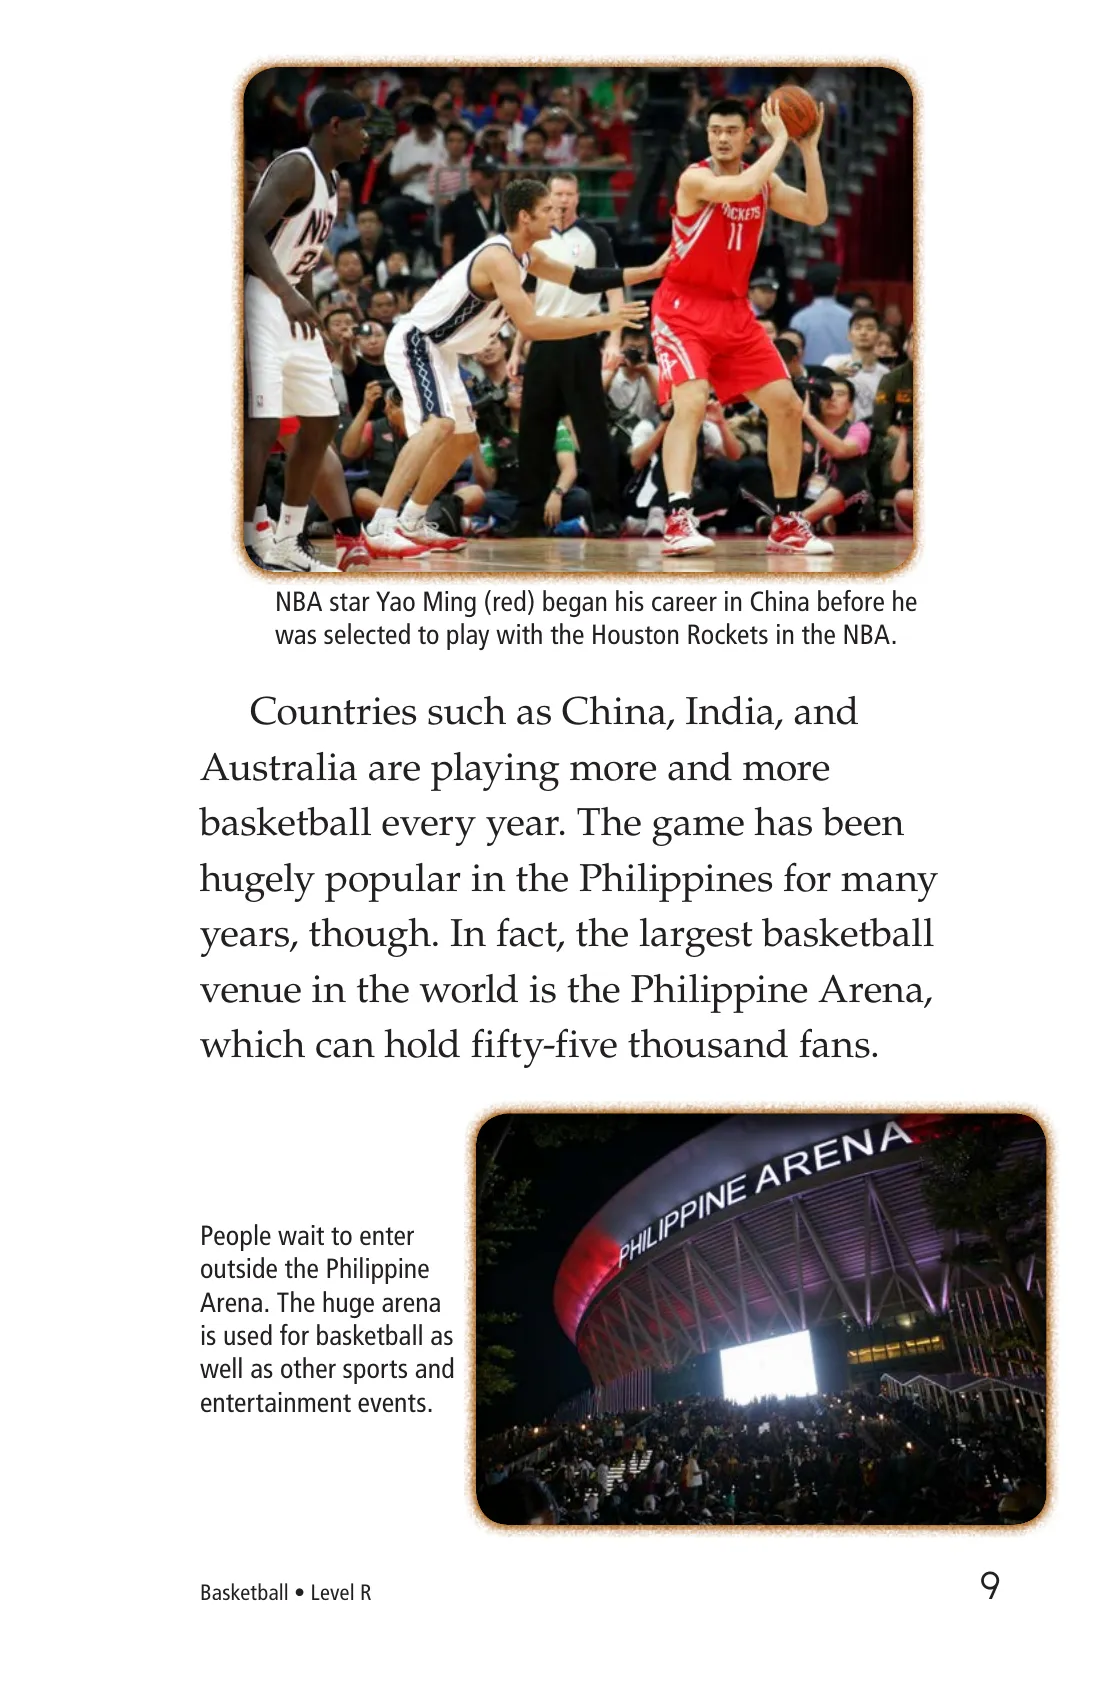 NETS
2
ROCKETS
11
NBA star Yao Ming (red) began his career in China before he
was selected to play with the Houston Rockets in the NBA.
Countries such as China, India, and
Australia are playing more and more
basketball every year. The game has been
hugely popular in the Philippines for many
years, though. In fact, the largest basketball
venue in the world is the Philippine Arena,
which can hold fifty-five thousand fans.
PHILIPPINE ARENA
People wait to enter
outside the Philippine
Arena. The huge arena
is used for basketball as
well as other sports and
entertainment events.
Basketball • Level R
9